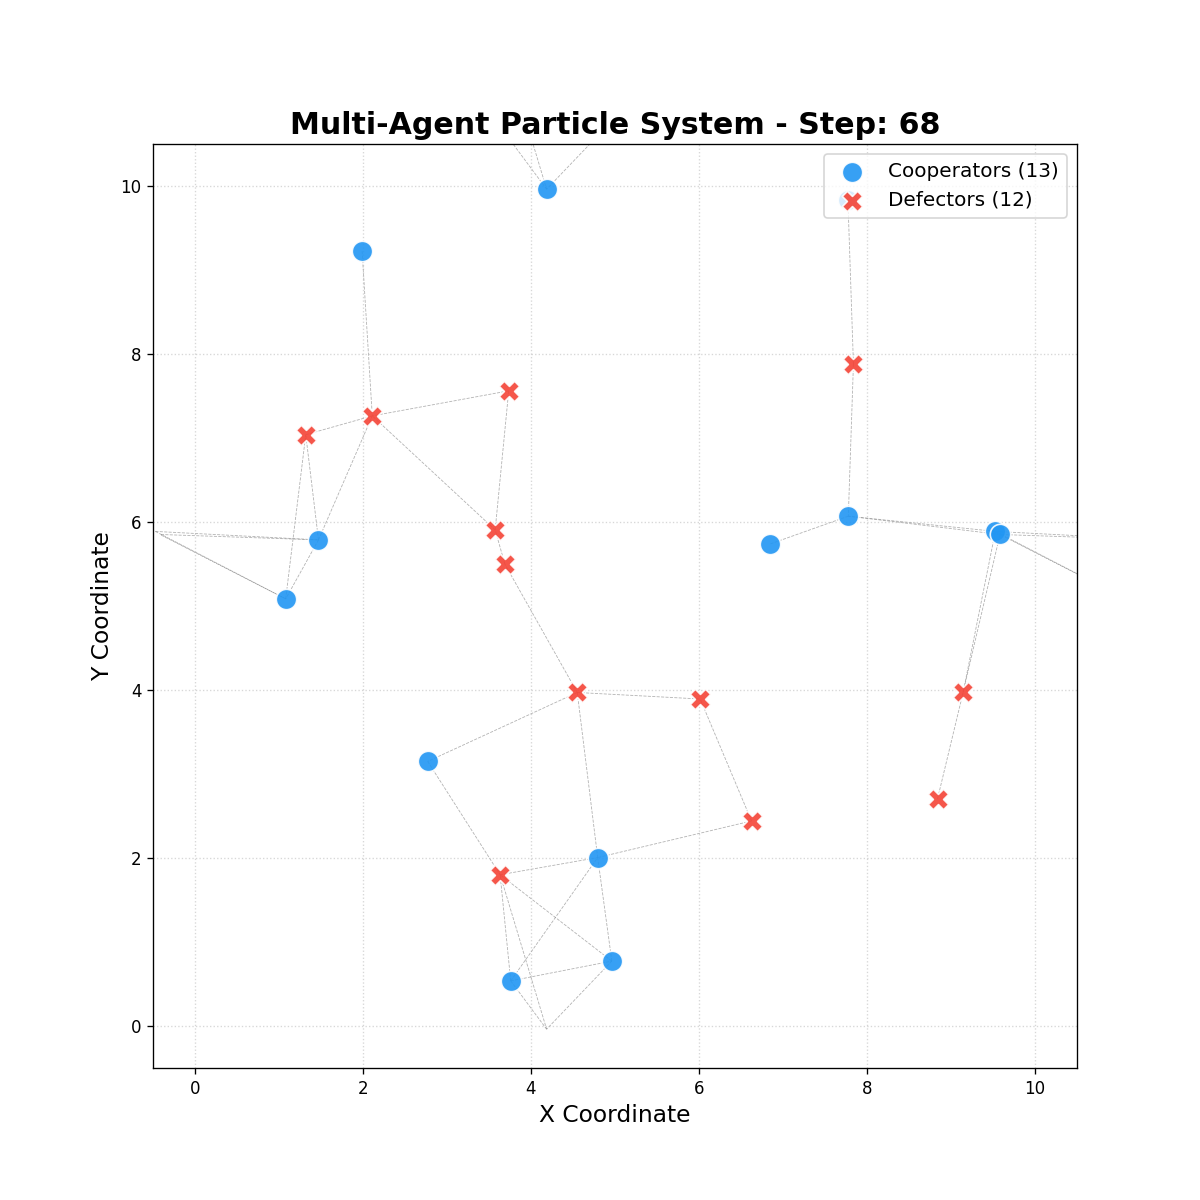 Multi-Agent Particle System - Step: 68
Cooperators (13)
Defectors (12)
Y Coordinate
10
8
6
4
2
0
0 2 4 6 8 10
X Coordinate